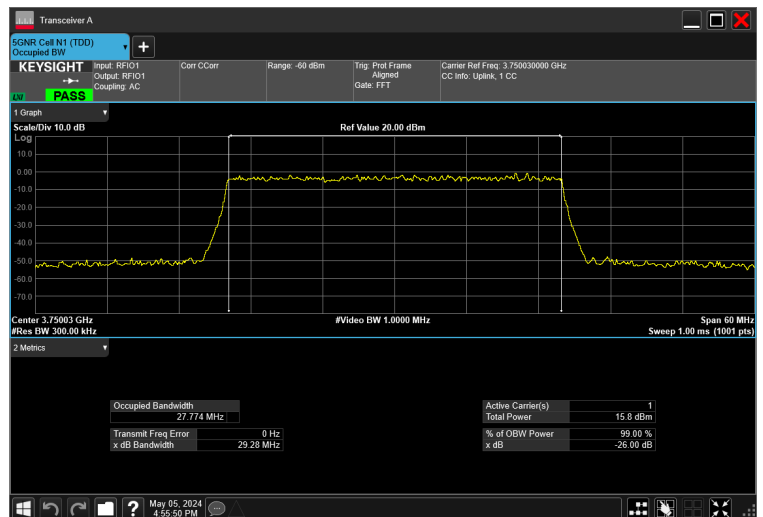 Transceiver A
5GNR Cell N1 (TDD)
Occupied BW
+
KEYSIGHT
LXI
PASS
Input: RFIO1
Output: RFIO1
Coupling: AC
Corr CCorr
Range: -60 dBm
Trig: Prot Frame
Aligned
Gate: FFT
Carrier Ref Freq: 3.750030000 GHz
CC Info: Uplink, 1 CC
1 Graph
Scale/Div 10.0 dB
Ref Value 20.00 dBm
Log
10.0
0.00
-10.0
-20.0
-30.0
-40.0
-50.0
-60.0
-70.0
Center 3.75003 GHz
#Video BW 1.0000 MHz
Span 60 MHz
#Res BW 300.00 kHz
Sweep 1.00 ms (1001 pts)
2 Metrics
Occupied Bandwidth
27.774 MHz
Transmit Freq Error 0 Hz
x dB Bandwidth 29.28 MHz
Active Carrier(s) 1
Total Power 15.8 dBm
% of OBW Power 99.00 %
x dB -26.00 dB
?
May 05, 2024
4:55:50 PM